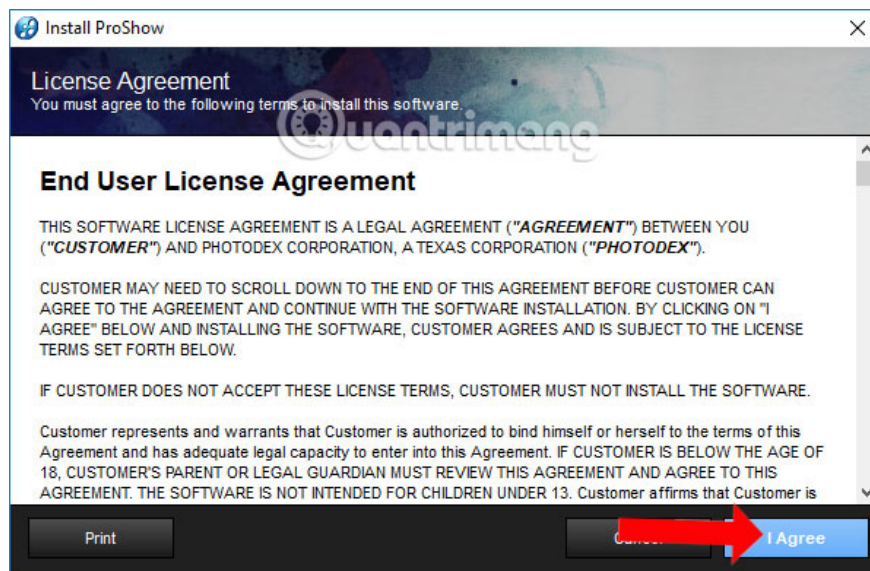 Install ProShow
License Agreement
You must agree to the following terms to install this software.
Quantrimang
End User License Agreement
THIS SOFTWARE LICENSE AGREEMENT IS A LEGAL AGREEMENT ("AGREEMENT") BETWEEN YOU
("CUSTOMER") AND PHOTODEX CORPORATION, A TEXAS CORPORATION ("PHOTODEX").
CUSTOMER MAY NEED TO SCROLL DOWN TO THE END OF THIS AGREEMENT BEFORE CUSTOMER CAN
AGREE TO THE AGREEMENT AND CONTINUE WITH THE SOFTWARE INSTALLATION. BY CLICKING ON "I
AGREE" BELOW AND INSTALLING THE SOFTWARE, CUSTOMER AGREES AND IS SUBJECT TO THE LICENSE
TERMS SET FORTH BELOW.
IF CUSTOMER DOES NOT ACCEPT THESE LICENSE TERMS, CUSTOMER MUST NOT INSTALL THE SOFTWARE.
Customer represents and warrants that Customer is authorized to bind himself or herself to the terms of this
Agreement and has adequate legal capacity to enter into this Agreement. IF CUSTOMER IS BELOW THE AGE OF
18, CUSTOMER'S PARENT OR LEGAL GUARDIAN MUST REVIEW THIS AGREEMENT AND AGREE TO THIS
AGREEMENT. THE SOFTWARE IS NOT INTENDED FOR CHILDREN UNDER 13. Customer affirms that Customer is
Print
I Agree